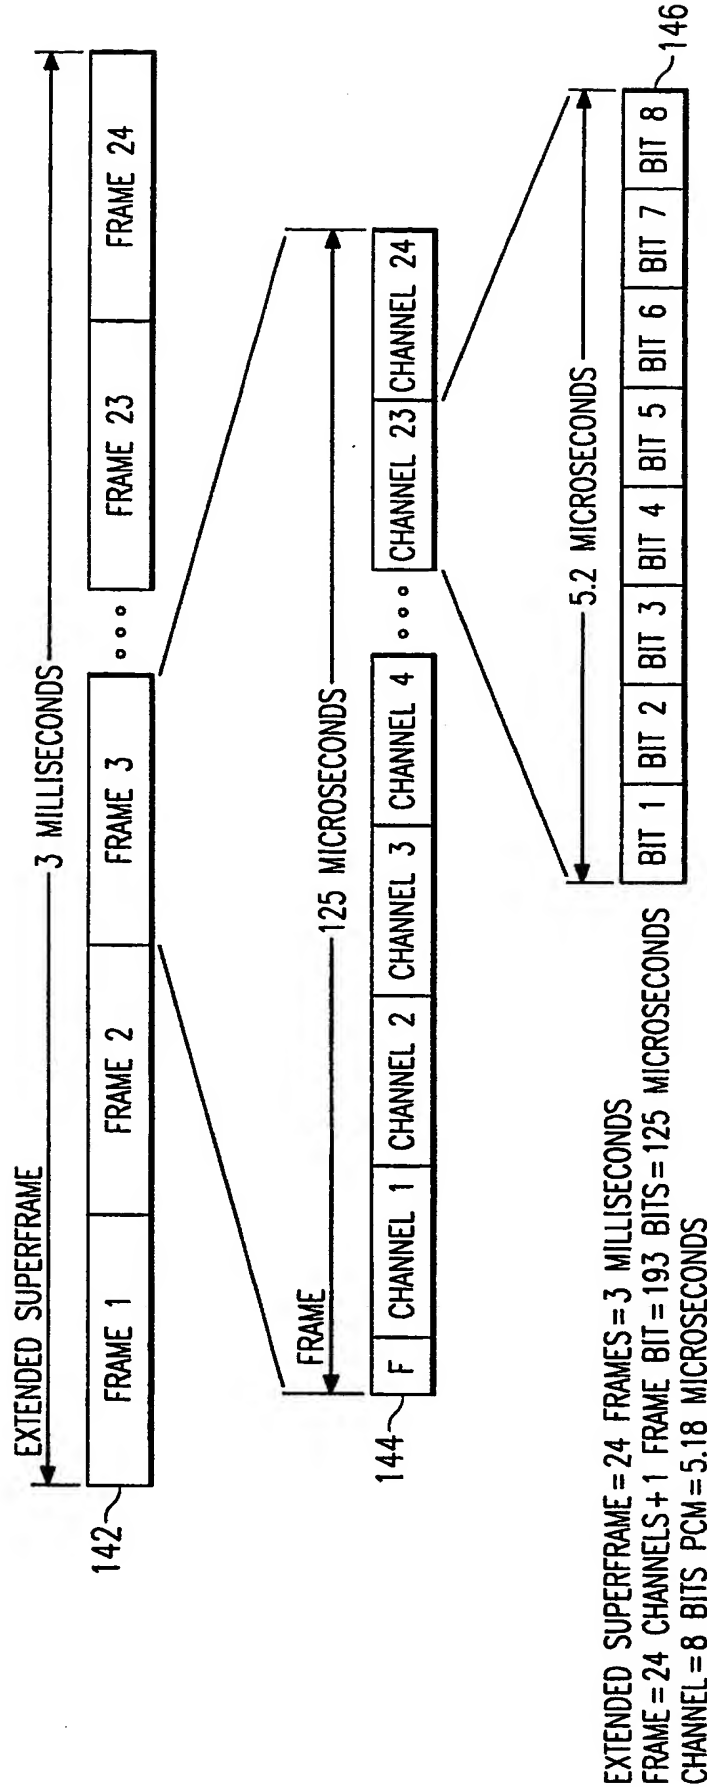 EXTENDED SUPERFRAME
3 MILLISECONDS
142
FRAME 1 FRAME 2 FRAME 3 ∘∘∘ FRAME 23 FRAME 24
FRAME
125 MICROSECONDS
144
F CHANNEL 1 CHANNEL 2 CHANNEL 3 CHANNEL 4 ∘∘∘ CHANNEL 23 CHANNEL 24
5.2 MICROSECONDS
BIT 1 BIT 2 BIT 3 BIT 4 BIT 5 BIT 6 BIT 7 BIT 8
146
EXTENDED SUPERFRAME=24 FRAMES=3 MILLISECONDS
FRAME=24 CHANNELS+1 FRAME BIT=193 BITS=125 MICROSECONDS
CHANNEL=8 BITS PCM=5.18 MICROSECONDS